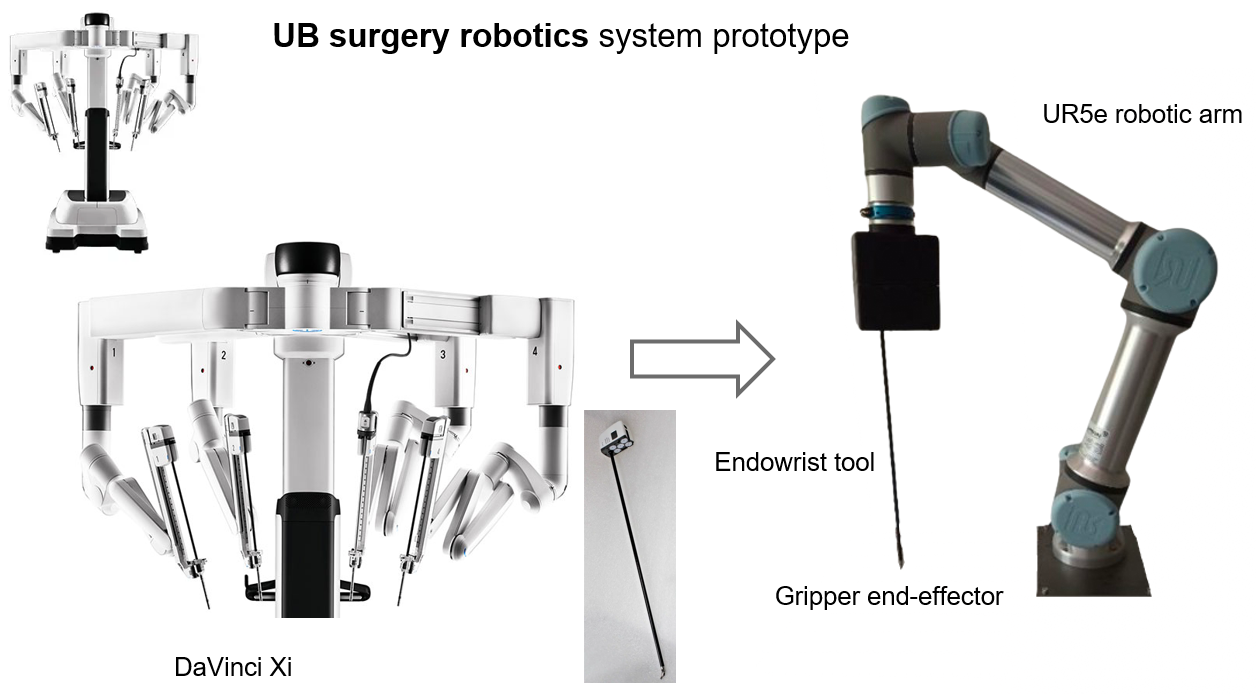 UB surgery robotics system prototype
UR5e robotic arm
1
2
3
4
Endowrist tool
Gripper end-effector
DaVinci Xi